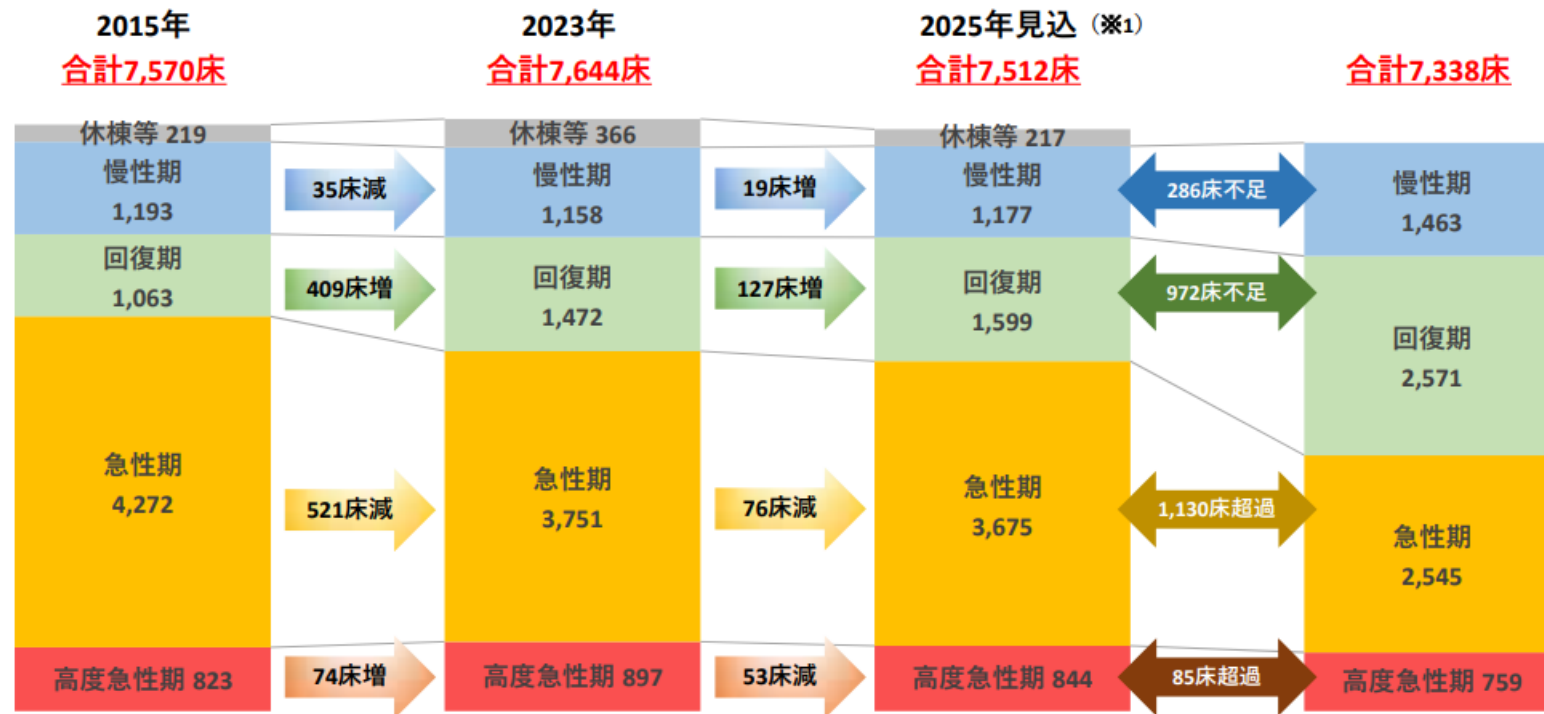 2015年
合計7,570床
2023年
合計7,644床
2025年見込（※1）
合計7,512床
合計7,338床
休棟等 219
慢性期
1,193
回復期
1,063
急性期
4,272
高度急性期 823
35床減
409床増
521床減
74床増
休棟等 366
慢性期
1,158
回復期
1,472
急性期
3,751
高度急性期 897
19床増
127床増
76床減
53床減
休棟等 217
慢性期
1,177
回復期
1,599
急性期
3,675
高度急性期 844
286床不足
972床不足
1,130床超過
85床超過
慢性期
1,463
回復期
2,571
急性期
2,545
高度急性期 759